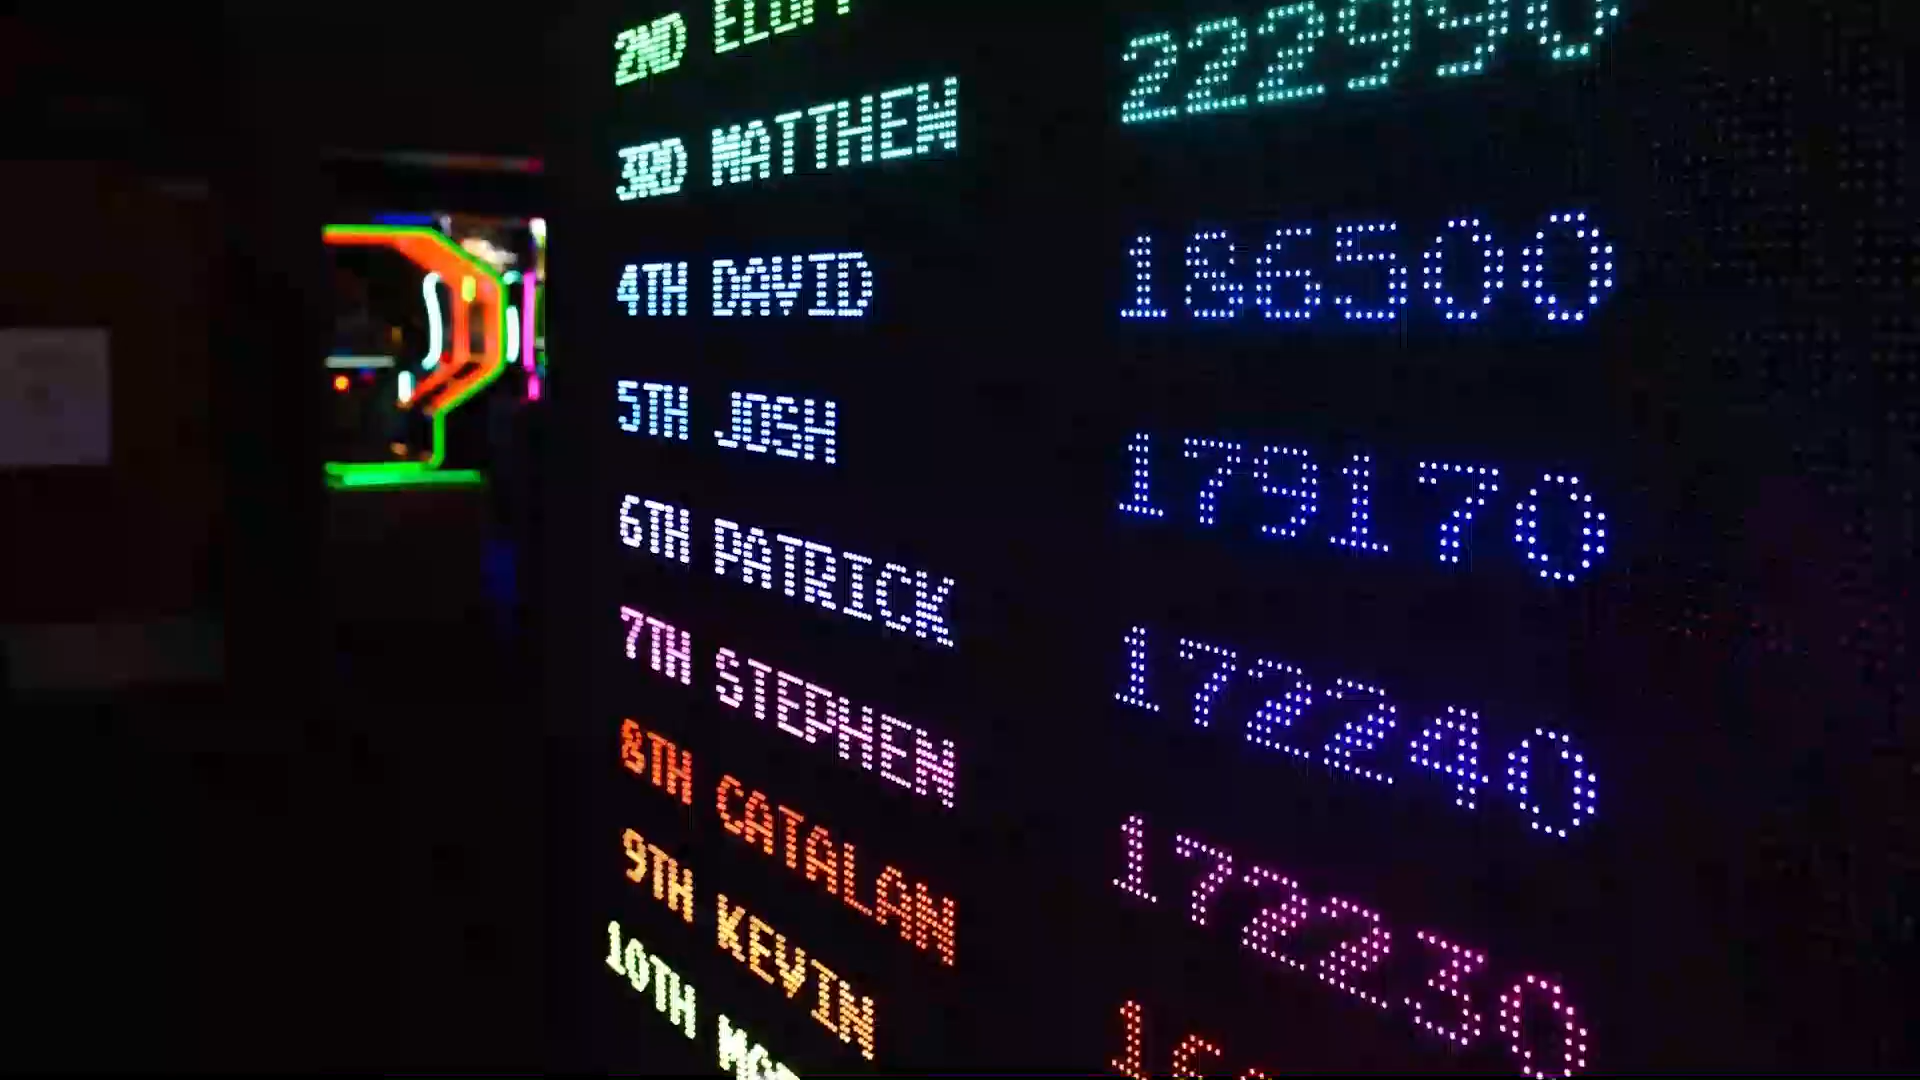 2ND
3RD MATTHEW 222990
4TH DAVID 186500
5TH JOSH 179170
6TH PATRICK 172240
7TH STEPHEN 172230
8TH CATALAN
9TH KEVIN
10TH